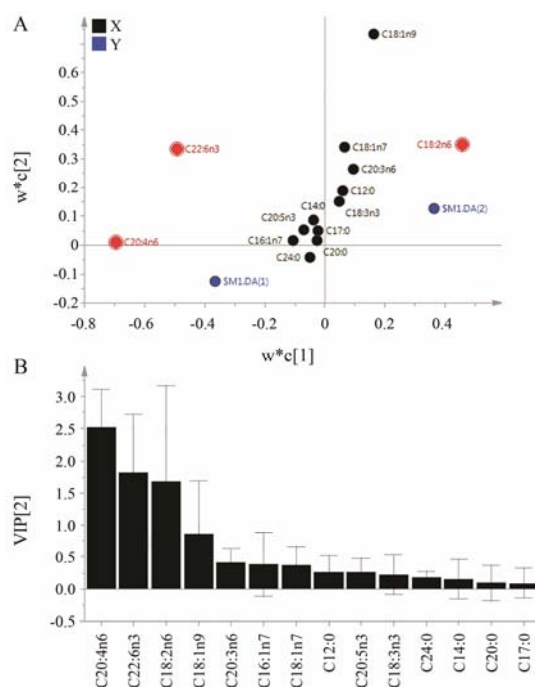 A
X
Y
w*c[2]
0.6
0.5
0.4
0.3
0.2
0.1
0
-0.1
-0.2
C18:1n9
C22:6n3
C18:2n6
C18:1n7
C20:3n6
C12:0
C14:0
C18:3n3
SM1.DA(2)
C20:5n3
C17:0
C16:1n7
C20:4n6
C24:0
C20:0
SM1.DA(1)
-0.8 -0.6 -0.4 -0.2 0 0.2 0.4
w*c[1]
B
VIP[2]
3.0
2.5
2.0
1.5
1.0
0.5
0.0
-0.5
C20:4n6
C22:6n3
C18:2n6
C18:1n9
C20:3n6
C16:1n7
C18:1n7
C12:0
C20:5n3
C18:3n3
C24:0
C14:0
C20:0
C17:0